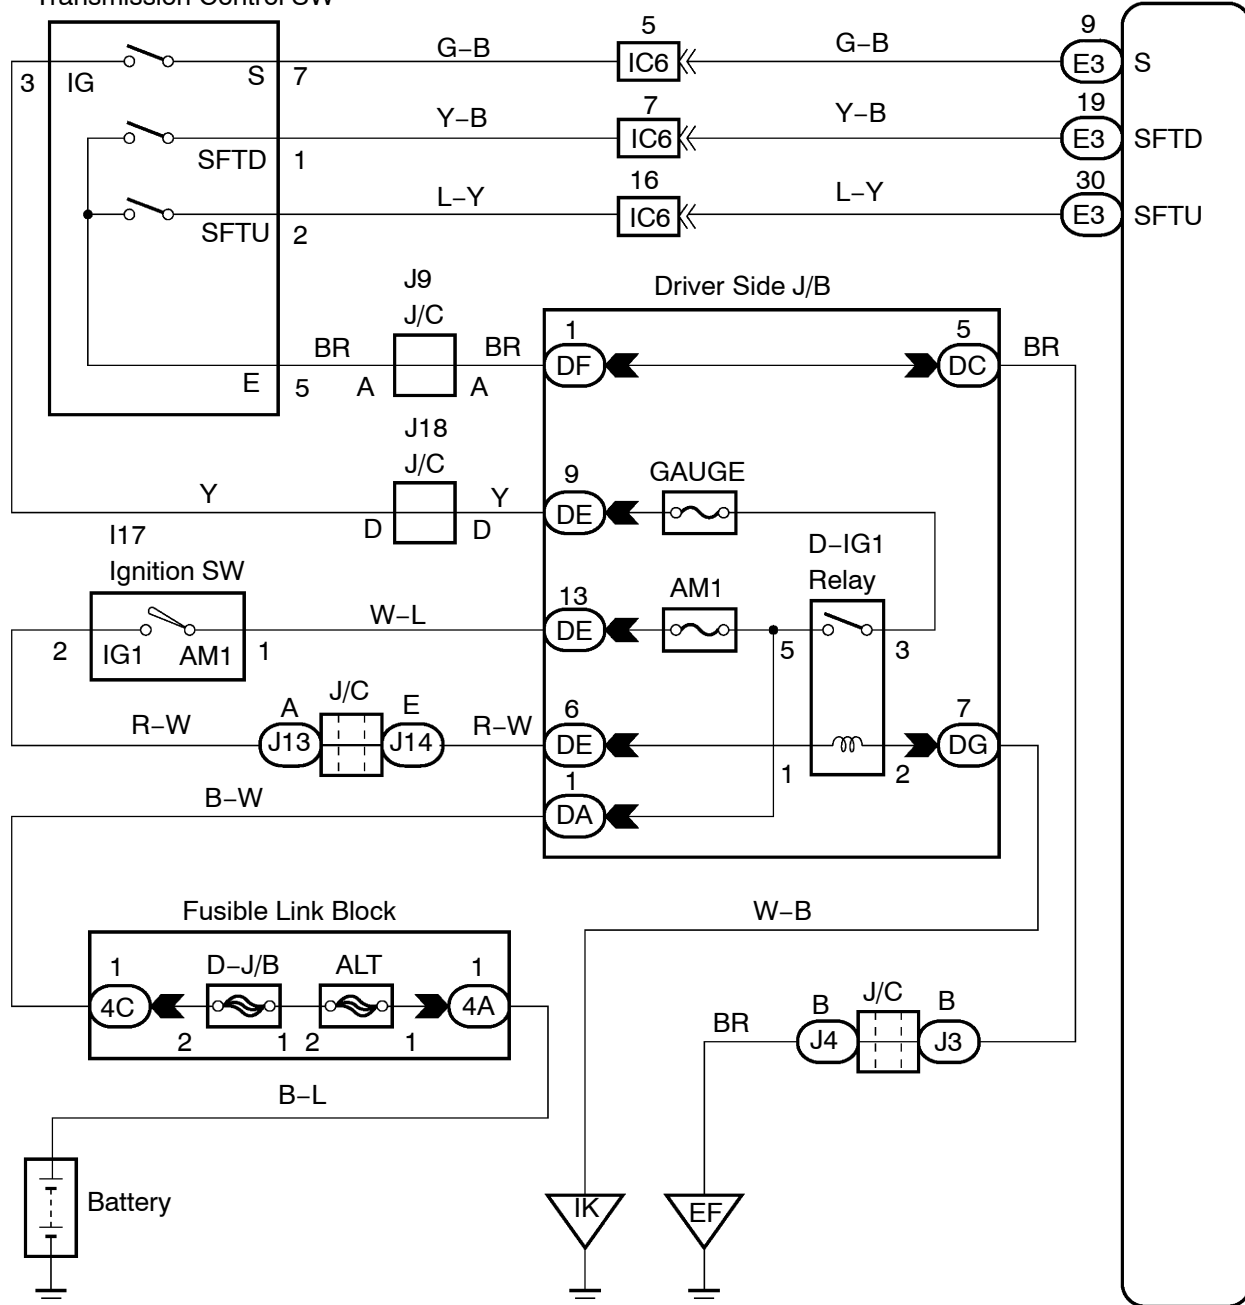 Transmission Control SW
3 IG S 7 G−B 5 IC6 G−B 9 E3 S
SFTD 1 Y−B 7 IC6 Y−B 19 E3 SFTD
SFTU 2 L−Y 16 IC6 L−Y 30 E3 SFTU
J9
J/C
Driver Side J/B
E 5 BR A A BR 1 DF 5 DC BR
J18
J/C
Y D D Y 9 DE GAUGE
I17
Ignition SW
D−IG1
Relay
2 IG1 AM1 1 W−L 13 DE AM1 5 3
J/C
R−W A J13 E J14 R−W 6 DE 1 2 7 DG
B−W 1 DA
Fusible Link Block
W−B
1 4C D−J/B ALT 1 4A
2 1 2 1
BR B J4 J/C B J3
B−L
Battery
IK
EF